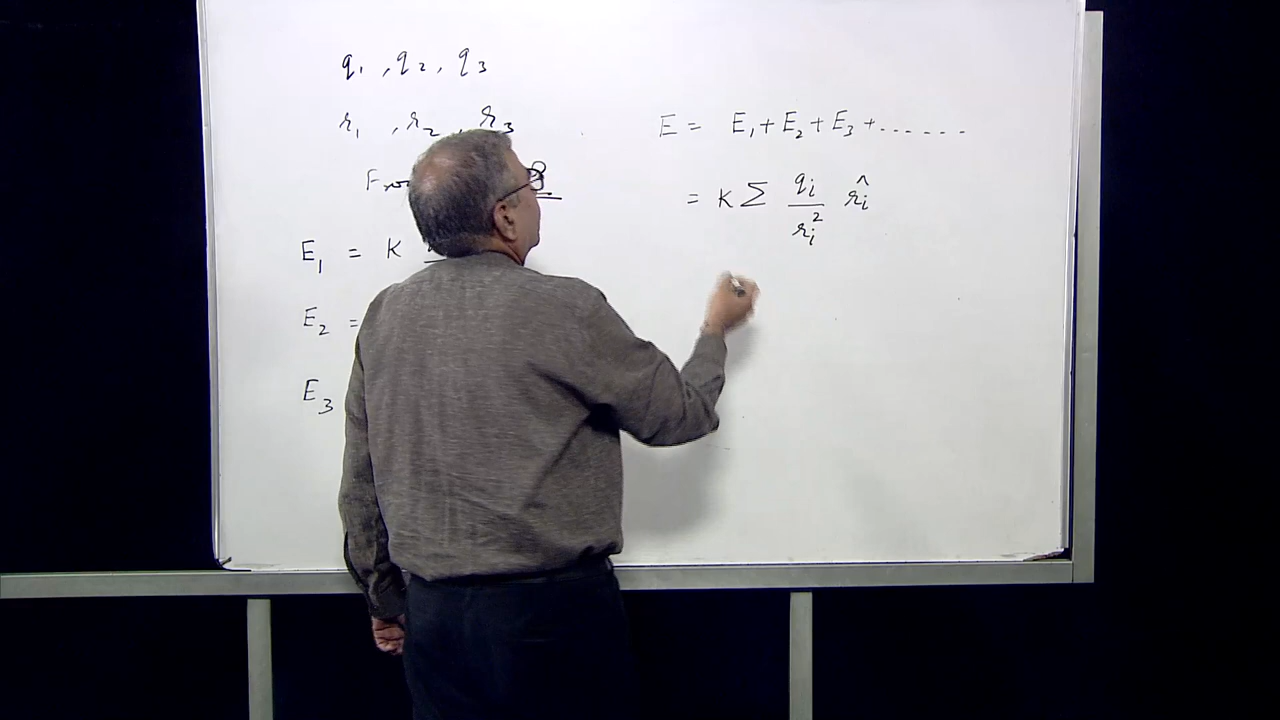 q₁, q₂, q₃
r₁, r₂, r₃
E₁ = K
E₂ =
E₃
E = E₁ + E₂ + E₃ + ......
= K Σ qᵢ/rᵢ² r̂ᵢ